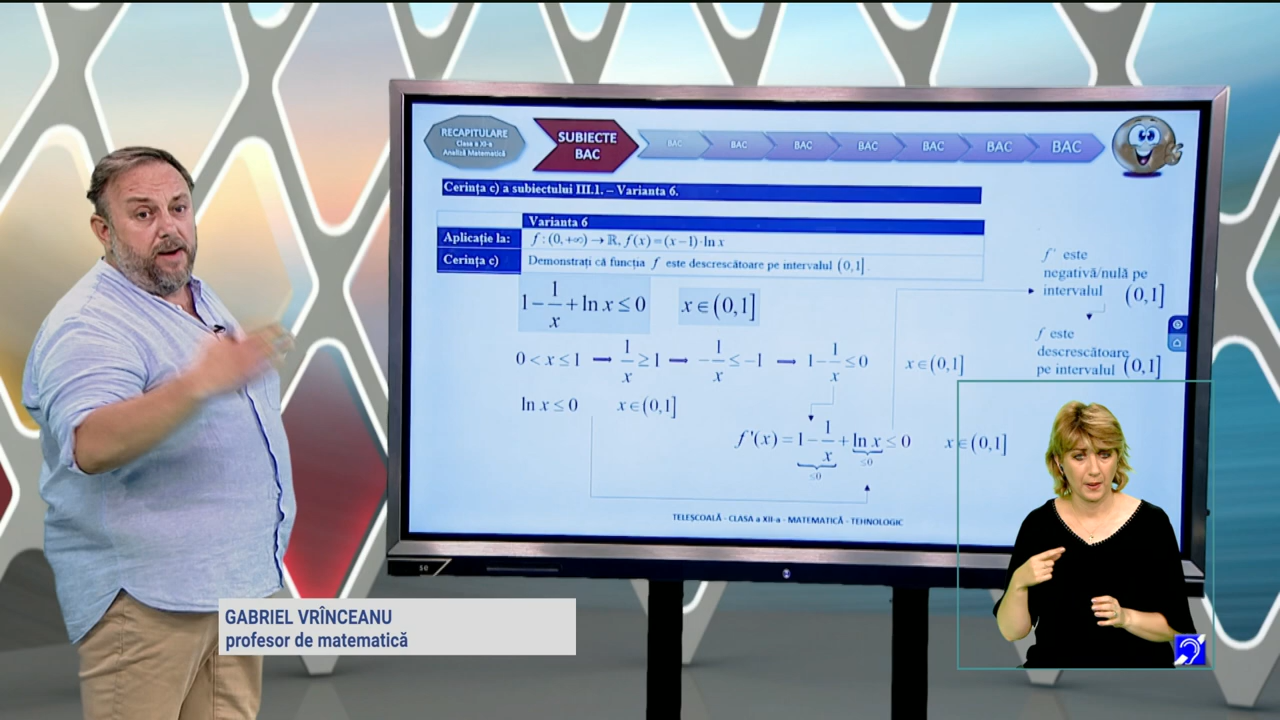 RECAPITULARE
Clasa a XI-a
Analiză Matematică
SUBIECTE
BAC
BAC
BAC
BAC
BAC
BAC
BAC
BAC
Cerința c) a subiectului III.1. – Varianta 6.
Varianta 6
Aplicație la: f : (0, +∞) → ℝ, f(x) = (x−1)·ln x
Cerința c) Demonstrați că funcția f este descrescătoare pe intervalul (0,1].
1 − 1/x + ln x ≤ 0 x ∈ (0,1]
0 < x ≤ 1 ⟹ 1/x ≥ 1 ⟹ −1/x ≤ −1 ⟹ 1 − 1/x ≤ 0 x ∈ (0,1]
ln x ≤ 0 x ∈ (0,1]
f'(x) = 1 − 1/x + ln x ≤ 0 x ∈ (0,1]
≤0 ≤0
f' este
negativă/nulă pe
intervalul (0,1]
f este
descrescătoare
pe intervalul (0,1]
TELEȘCOALĂ - CLASA a XII-a - MATEMATICĂ - TEHNOLOGIC
GABRIEL VRÎNCEANU
profesor de matematică